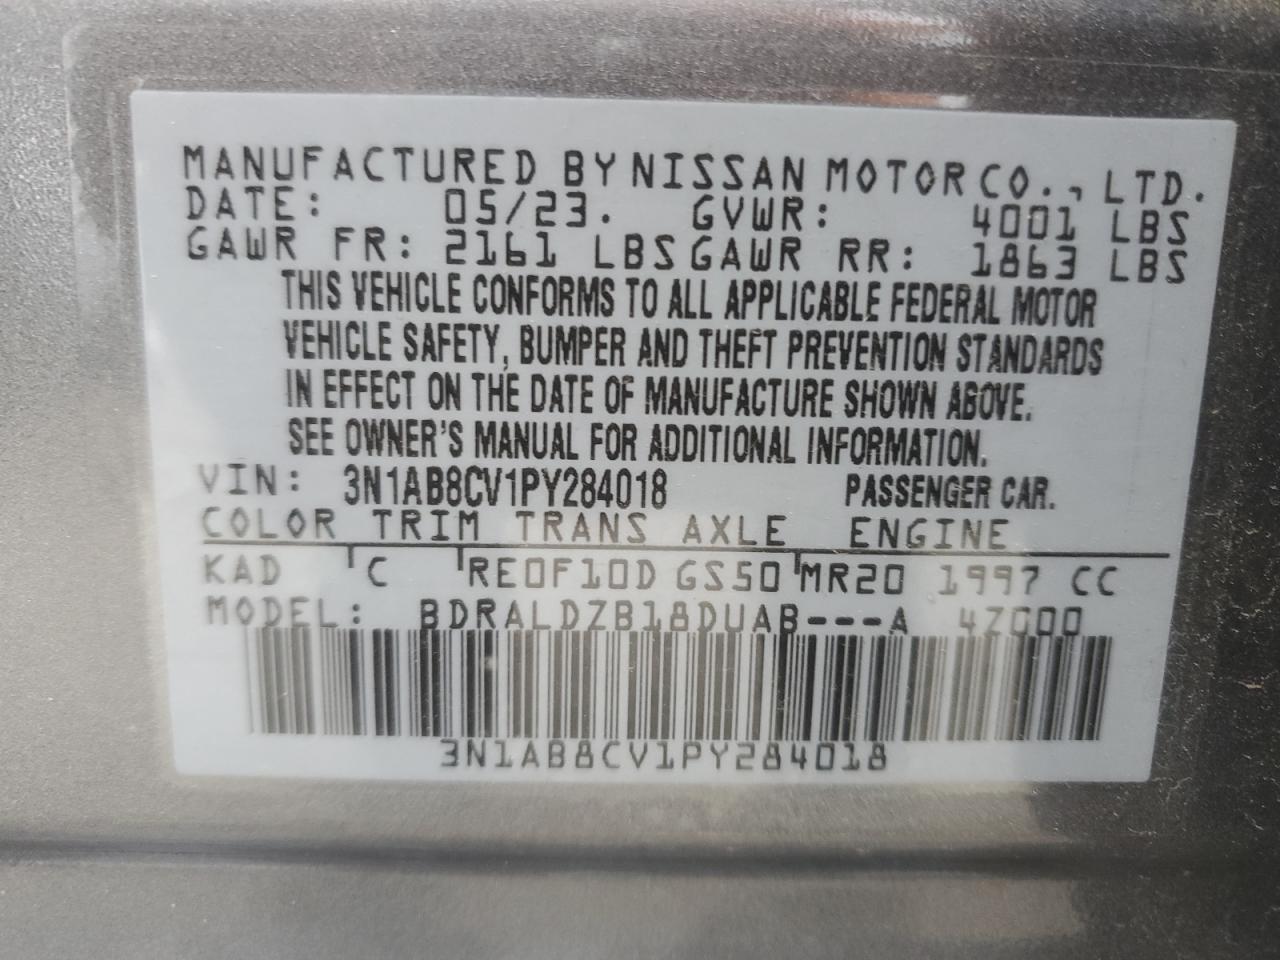 MANUFACTURED BY NISSAN MOTOR CO., LTD.
DATE: 05/23. GVWR: 4001 LBS
GAWR FR: 2161 LBS GAWR RR: 1863 LBS
THIS VEHICLE CONFORMS TO ALL APPLICABLE FEDERAL MOTOR
VEHICLE SAFETY, BUMPER AND THEFT PREVENTION STANDARDS
IN EFFECT ON THE DATE OF MANUFACTURE SHOWN ABOVE.
SEE OWNER'S MANUAL FOR ADDITIONAL INFORMATION.
VIN: 3N1AB8CV1PY284018 PASSENGER CAR.
COLOR TRIM TRANS AXLE ENGINE
KAD C RE0F10D GS50 MR20 1997 CC
MODEL: BDRALDZB18DUAB---A
3N1AB8CV1PY284018